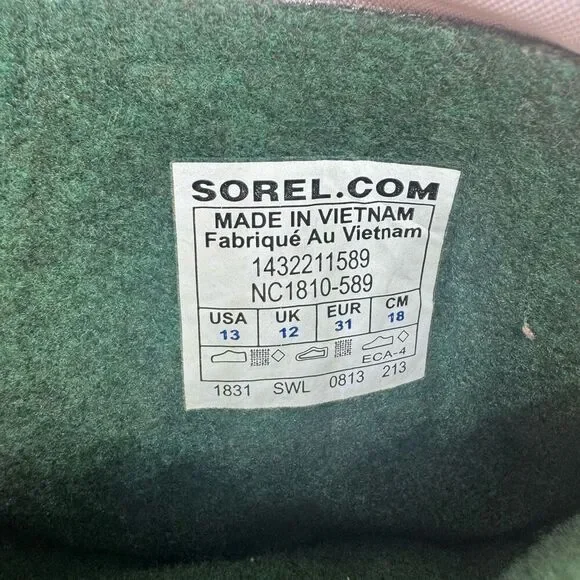 SOREL.COM
MADE IN VIETNAM
Fabriqué Au Vietnam
1432211589
NC1810-589
USA UK EUR CM
13 12 31 18
ECA-4
1831 SWL 0813 213